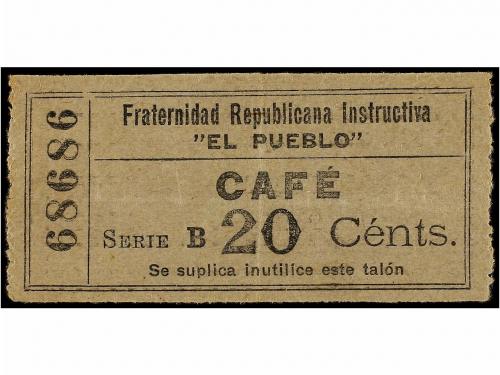 68686
Fraternidad Republicana Instructiva
"EL PUEBLO"
CAFÉ
SERIE B 20 Cénts.
Se suplica inutilice este talón